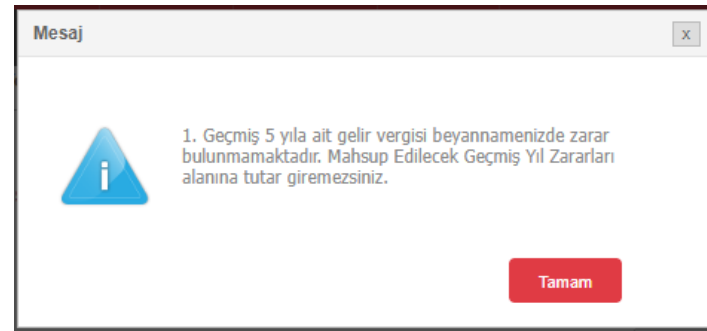 Mesaj
x
1. Geçmiş 5 yıla ait gelir vergisi beyannamenizde zarar
bulunmamaktadır. Mahsup Edilecek Geçmiş Yıl Zararları
alanına tutar giremezsiniz.
i
Tamam